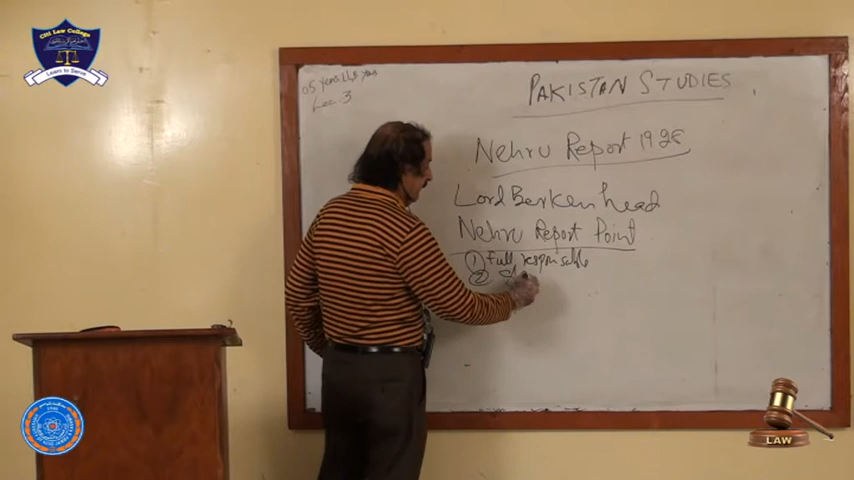 Citi Law College
Learn to Serve
05 Years LLB
Lec 3
PAKISTAN STUDIES
Nehru Report 1928
Lord Berkenhead
Nehru Report Point
① Full responsible
②
LAW